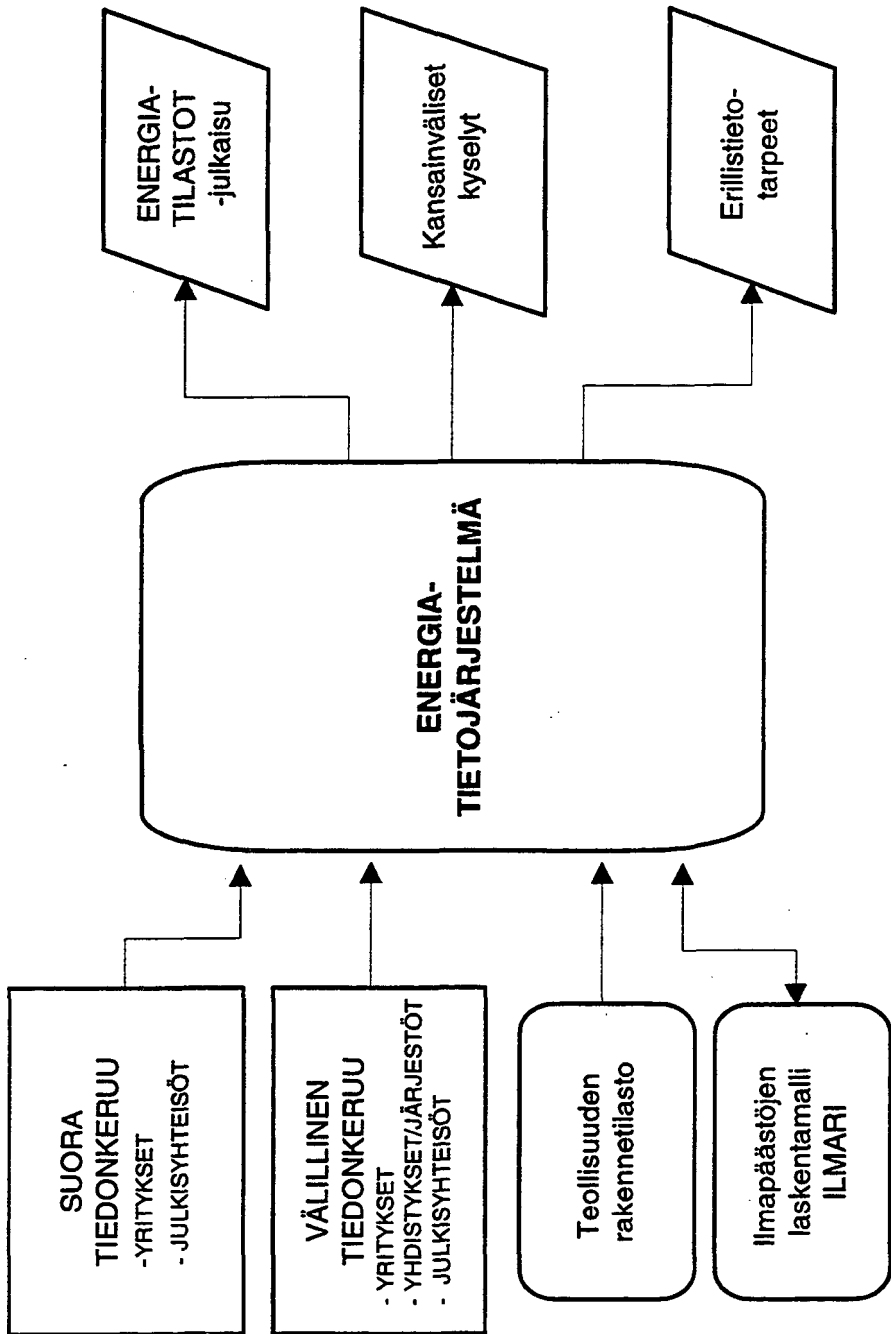 SUORA
TIEDONKERUU
-YRITYKSET
- JULKISYHTEISÖT
VÄLILLINEN
TIEDONKERUU
- YRITYKSET
- YHDISTYKSET/JÄRJESTÖT
- JULKISYHTEISÖT
Teollisuuden
rakennetilasto
Ilmapäästöjen
laskentamalli
ILMARI
ENERGIA-
TIETOJÄRJESTELMÄ
ENERGIA-
TILASTOT
-julkaisu
Kansainväliset
kyselyt
Erillistieto-
tarpeet